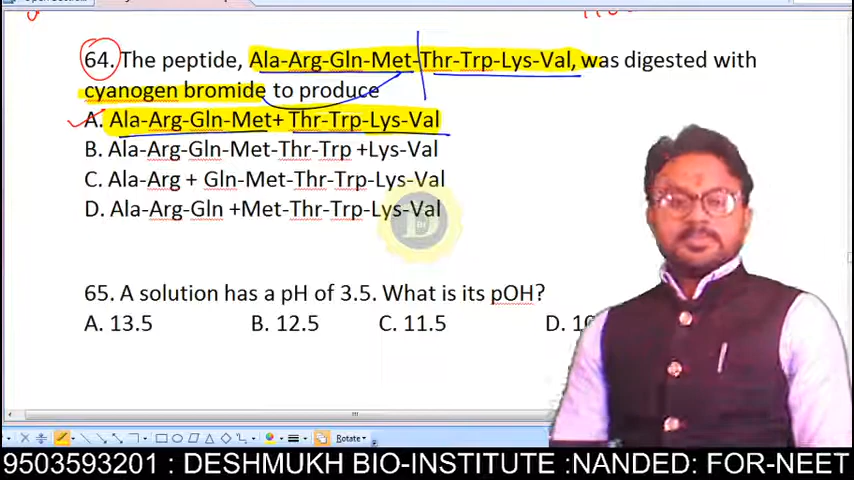 64. The peptide, Ala-Arg-Gln-Met-Thr-Trp-Lys-Val, was digested with
cyanogen bromide to produce
A. Ala-Arg-Gln-Met+ Thr-Trp-Lys-Val
B. Ala-Arg-Gln-Met-Thr-Trp +Lys-Val
C. Ala-Arg + Gln-Met-Thr-Trp-Lys-Val
D. Ala-Arg-Gln +Met-Thr-Trp-Lys-Val
D
BI
65. A solution has a pH of 3.5. What is its pOH?
A. 13.5 B. 12.5 C. 11.5 D.
Rotate
9503593201 : DESHMUKH BIO-INSTITUTE :NANDED: FOR-NEET